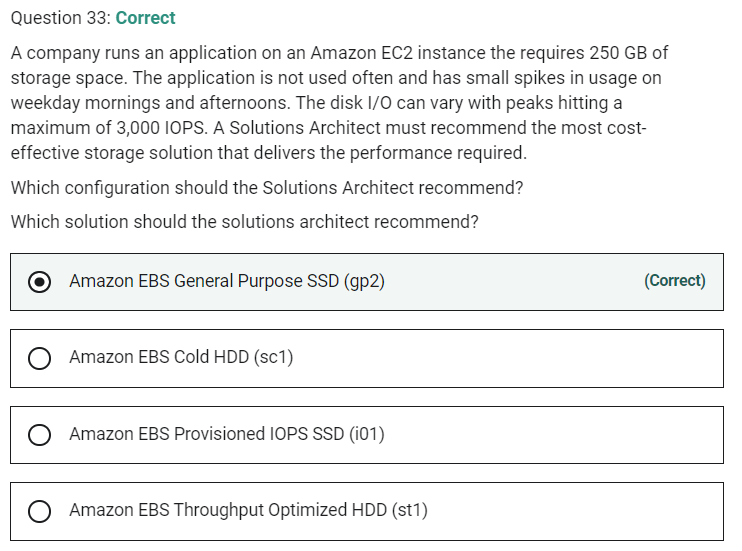 Question 33: Correct
A company runs an application on an Amazon EC2 instance the requires 250 GB of
storage space. The application is not used often and has small spikes in usage on
weekday mornings and afternoons. The disk I/O can vary with peaks hitting a
maximum of 3,000 IOPS. A Solutions Architect must recommend the most cost-
effective storage solution that delivers the performance required.
Which configuration should the Solutions Architect recommend?
Which solution should the solutions architect recommend?
Amazon EBS General Purpose SSD (gp2) (Correct)
Amazon EBS Cold HDD (sc1)
Amazon EBS Provisioned IOPS SSD (i01)
Amazon EBS Throughput Optimized HDD (st1)